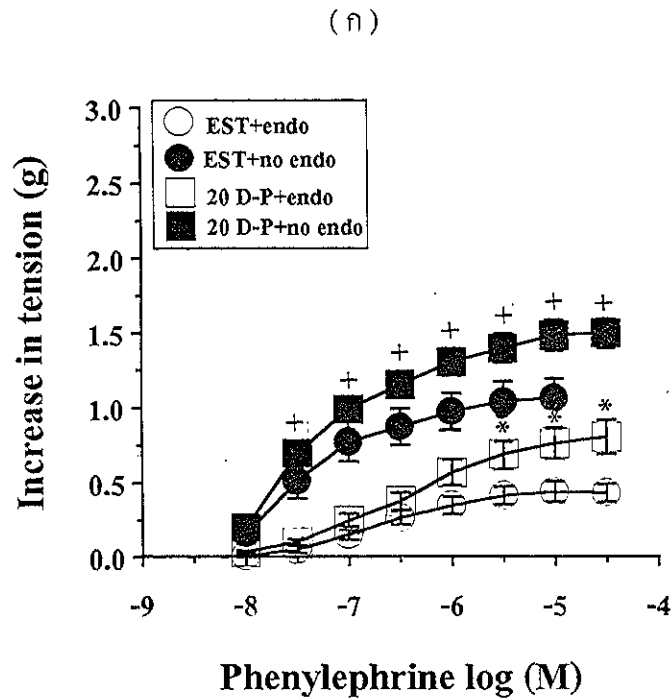 (ก)
EST+endo
EST+no endo
20 D-P+endo
20 D-P+no endo
Increase in tension (g)
3.0
2.5
2.0
1.5
1.0
0.5
0.0
+ + + + + + +
* * *
-9 -8 -7 -6 -5 -4
Phenylephrine log (M)